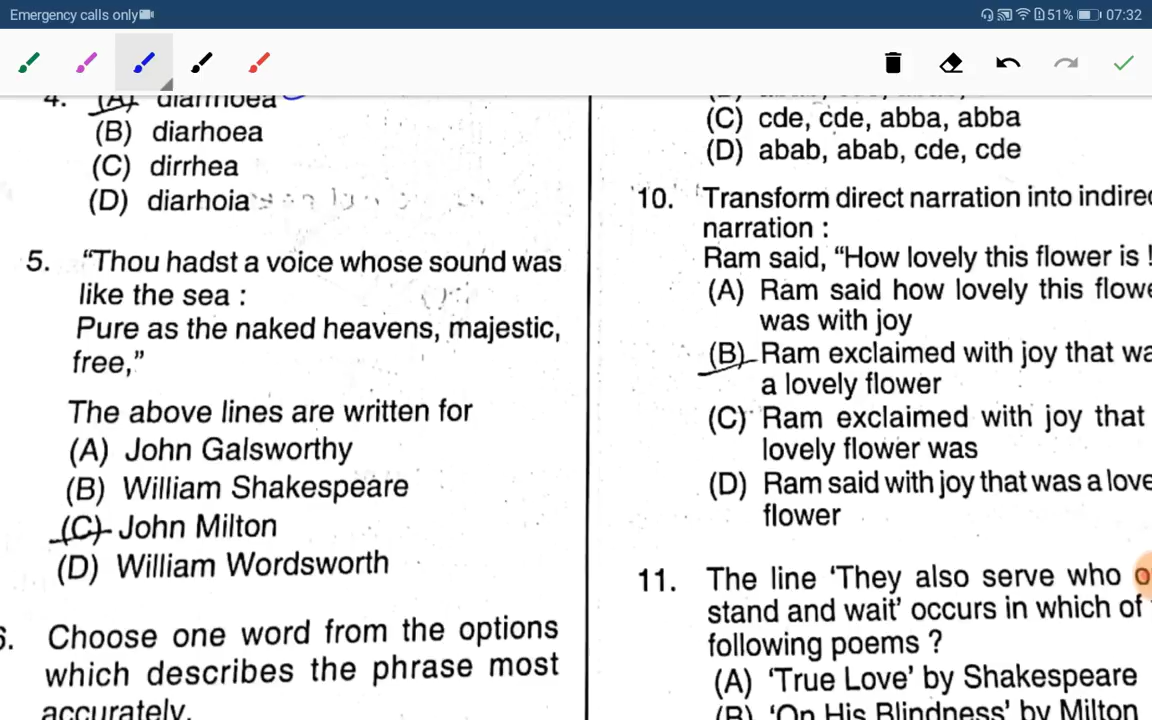 Emergency calls only
51% 07:32
4. (A) diarrhoea
(B) diarhoea
(C) dirrhea
(D) diarhoia
5. “Thou hadst a voice whose sound was
like the sea :
Pure as the naked heavens, majestic,
free,”
The above lines are written for
(A) John Galsworthy
(B) William Shakespeare
(C) John Milton
(D) William Wordsworth
6. Choose one word from the options
which describes the phrase most
accurately.
(C) cde, cde, abba, abba
(D) abab, abab, cde, cde
10. Transform direct narration into indirec
narration :
Ram said, “How lovely this flower is !
(A) Ram said how lovely this flowe
was with joy
(B) Ram exclaimed with joy that wa
a lovely flower
(C) Ram exclaimed with joy that
lovely flower was
(D) Ram said with joy that was a love
flower
11. The line ‘They also serve who o
stand and wait’ occurs in which of
following poems ?
(A) ‘True Love’ by Shakespeare
(B) ‘On His Blindness’ by Milton